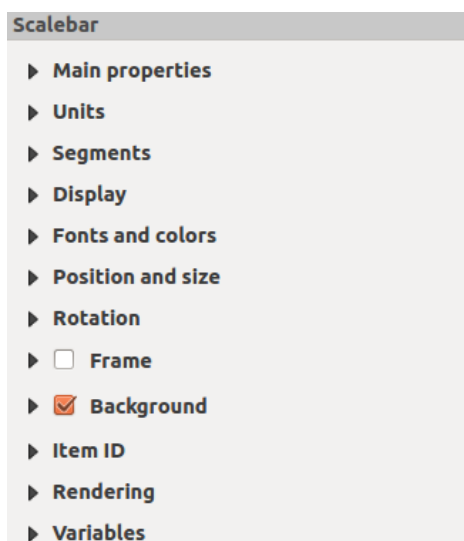 Scalebar
Main properties
Units
Segments
Display
Fonts and colors
Position and size
Rotation
Frame
Background
Item ID
Rendering
Variables